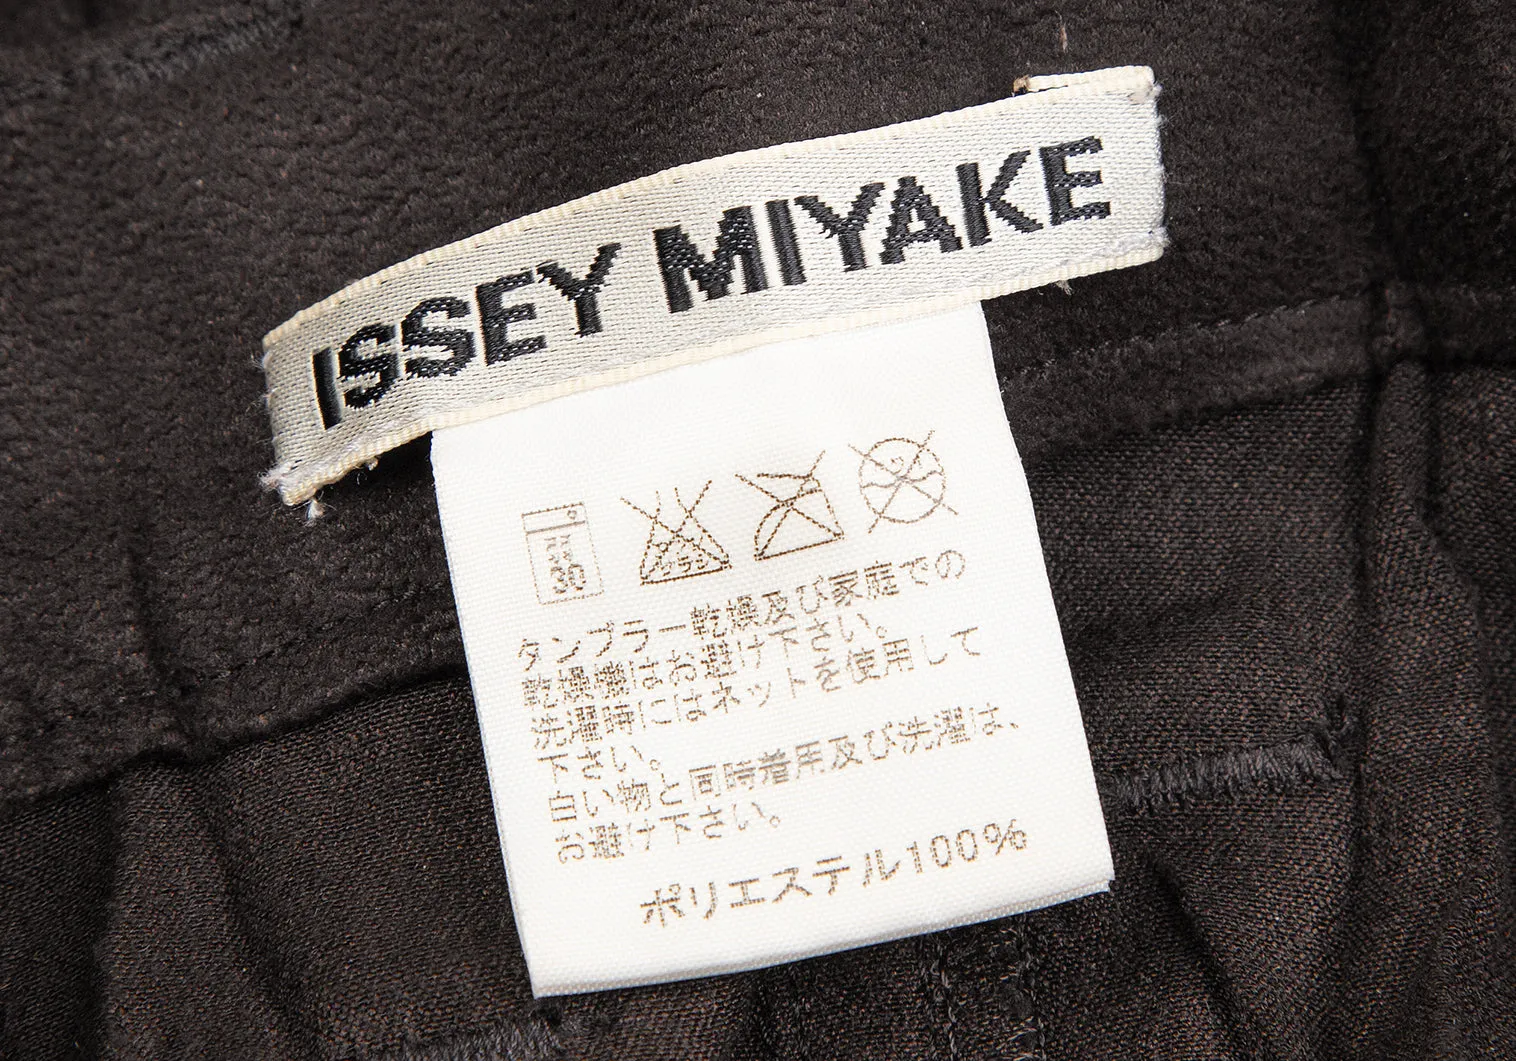 ISSEY MIYAKE
30
タンブラー乾燥及び家庭での
乾燥機はお避け下さい。
洗濯時にはネットを使用して
下さい。
白い物と同時着用及び洗濯は、
お避け下さい。
ポリエステル100%